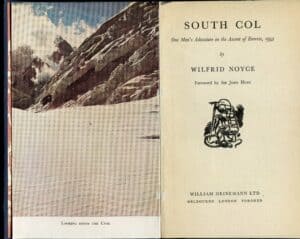 SOUTH COL
One Man's Adventure on the Ascent of Everest, 1953
by
WILFRID NOYCE
Foreword by Sir John Hunt
WILLIAM HEINEMANN LTD
MELBOURNE LONDON TORONTO